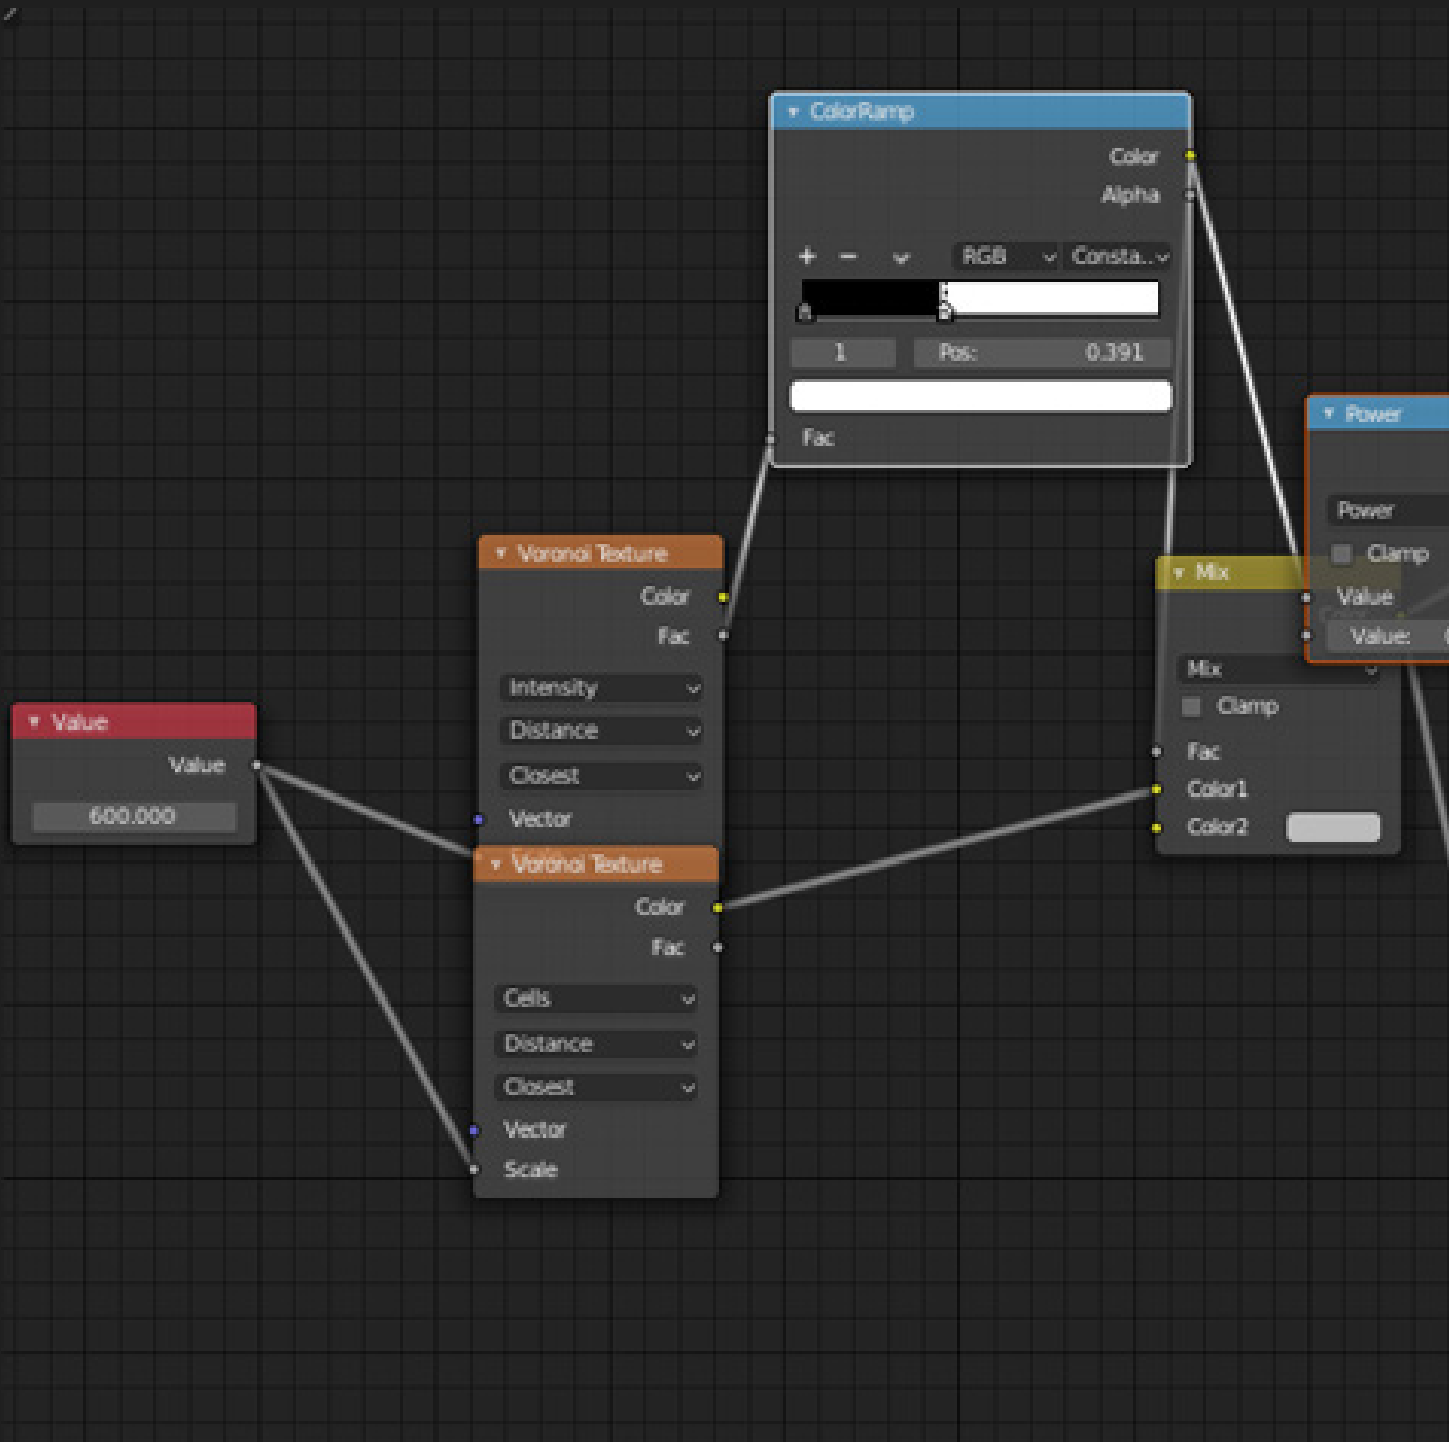 ColorRamp
Color
Alpha
RGB
Consta..
1
Pos: 0.391
Fac
Power
Power
Clamp
Value
Value:
Voronoi Texture
Color
Fac
Intensity
Distance
Closest
Vector
Mix
Mix
Clamp
Fac
Color1
Color2
Value
Value
600.000
Voronoi Texture
Color
Fac
Cells
Distance
Closest
Vector
Scale